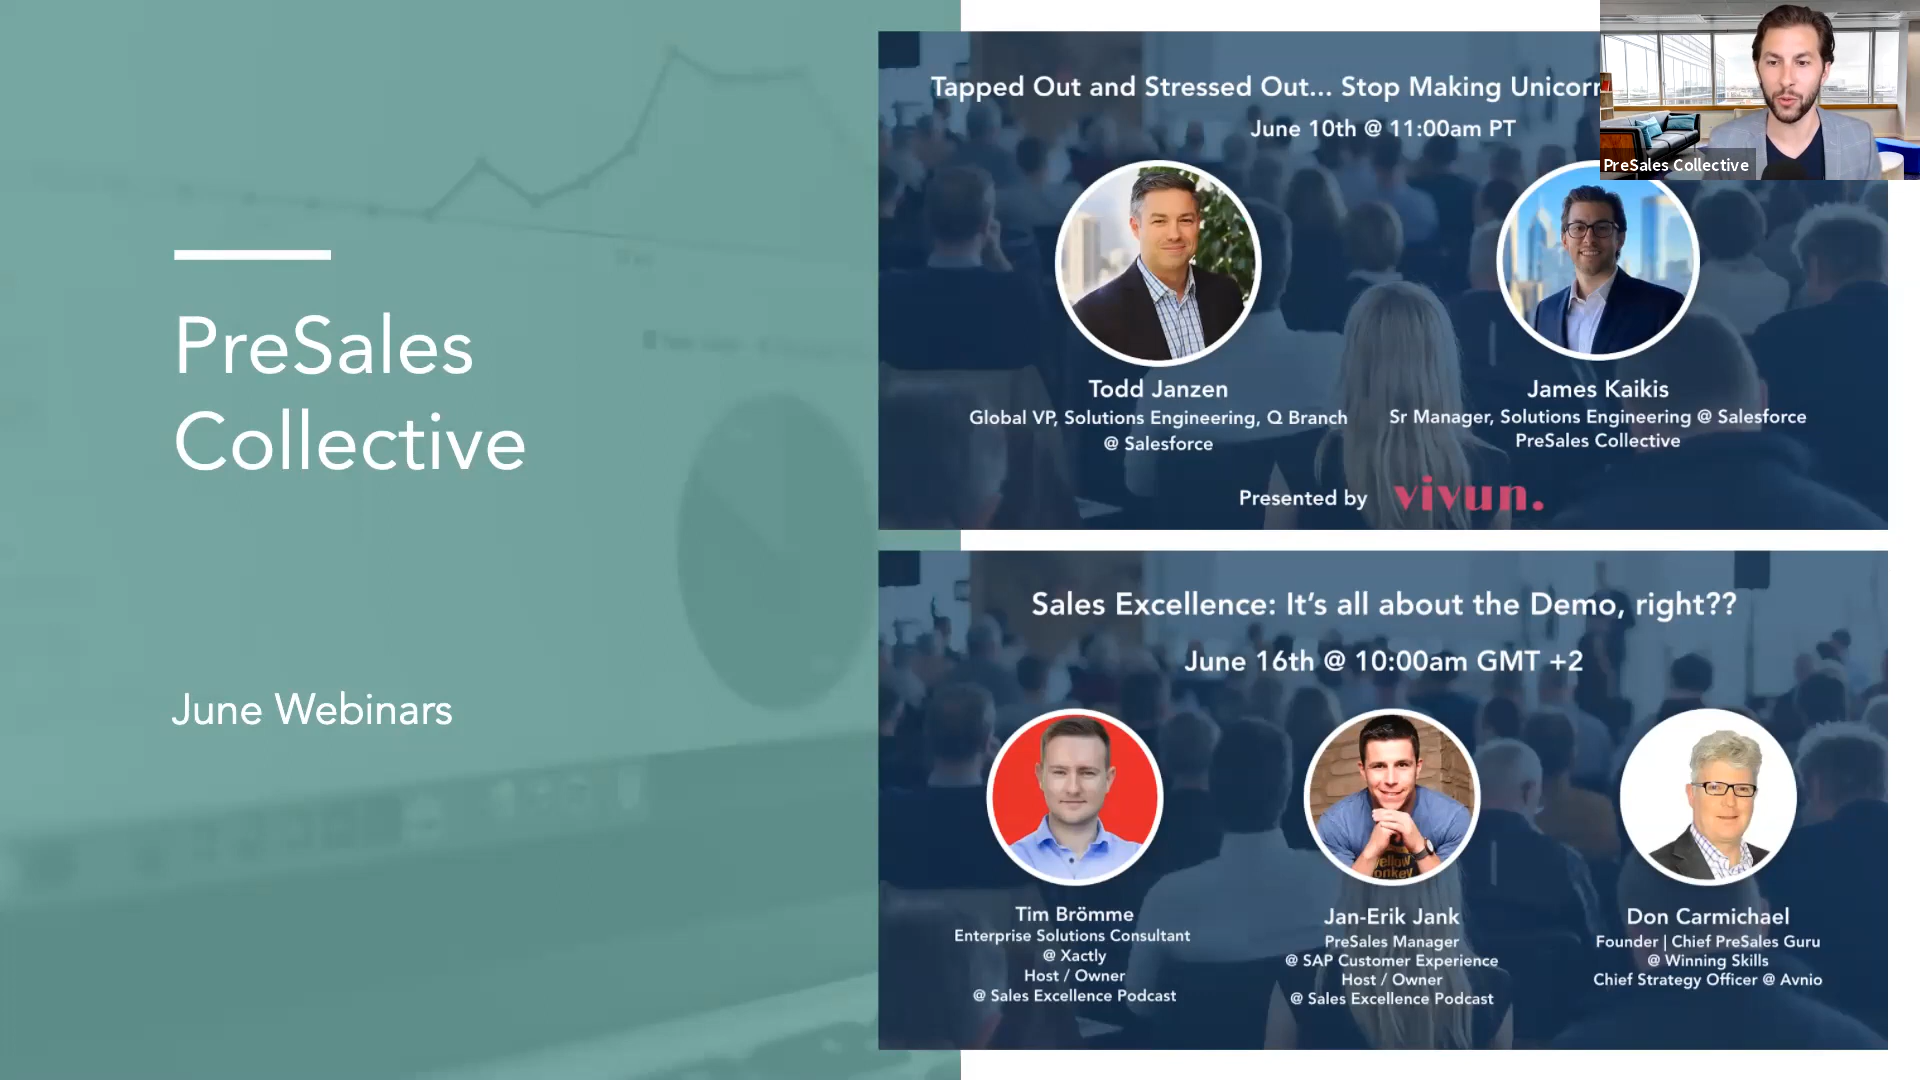 PreSales
Collective
June Webinars
Tapped Out and Stressed Out... Stop Making
June 10th @ 11:00am PT
PreSales Collective
Todd Janzen
Global VP, Solutions Engineering, Q Branch
@ Salesforce
James Kaikis
Sr Manager, Solutions Engineering @ Salesforce
PreSales Collective
Presented by vivun.
Sales Excellence: It's all about the Demo, right??
June 16th @ 10:00am GMT +2
Tim Brömme
Enterprise Solutions Consultant
@ Xactly
Host / Owner
@ Sales Excellence Podcast
Jan-Erik Jank
PreSales Manager
@ SAP Customer Experience
Host / Owner
@ Sales Excellence Podcast
Don Carmichael
Founder | Chief PreSales Guru
@ Winning Skills
Chief Strategy Officer @ Avnio